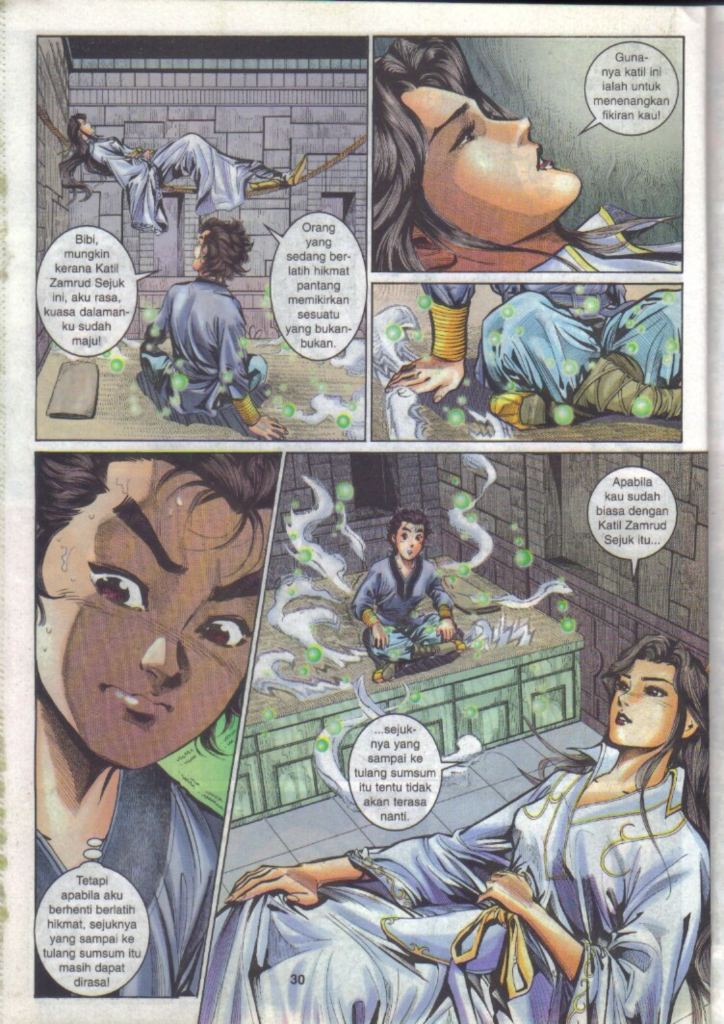 Bibi,
mungkin
kerana Katil
Zamrud Sejuk
ini, aku rasa,
kuasa dalaman-
ku sudah
maju!
Orang
yang
sedang ber-
latih hikmat
pantang
memikirkan
sesuatu
yang bukan-
bukan.
Guna-
nya katil ini
ialah untuk
menenangkan
fikiran kau!
Tetapi
apabila aku
berhenti berlatih
hikmat, sejuknya
yang sampai ke
tulang sumsum itu
masih dapat
dirasa!
Apabila
kau sudah
biasa dengan
Katil Zamrud
Sejuk itu...
...sejuk-
nya yang
sampai ke
tulang sumsum
itu tentu tidak
akan terasa
nanti.
30